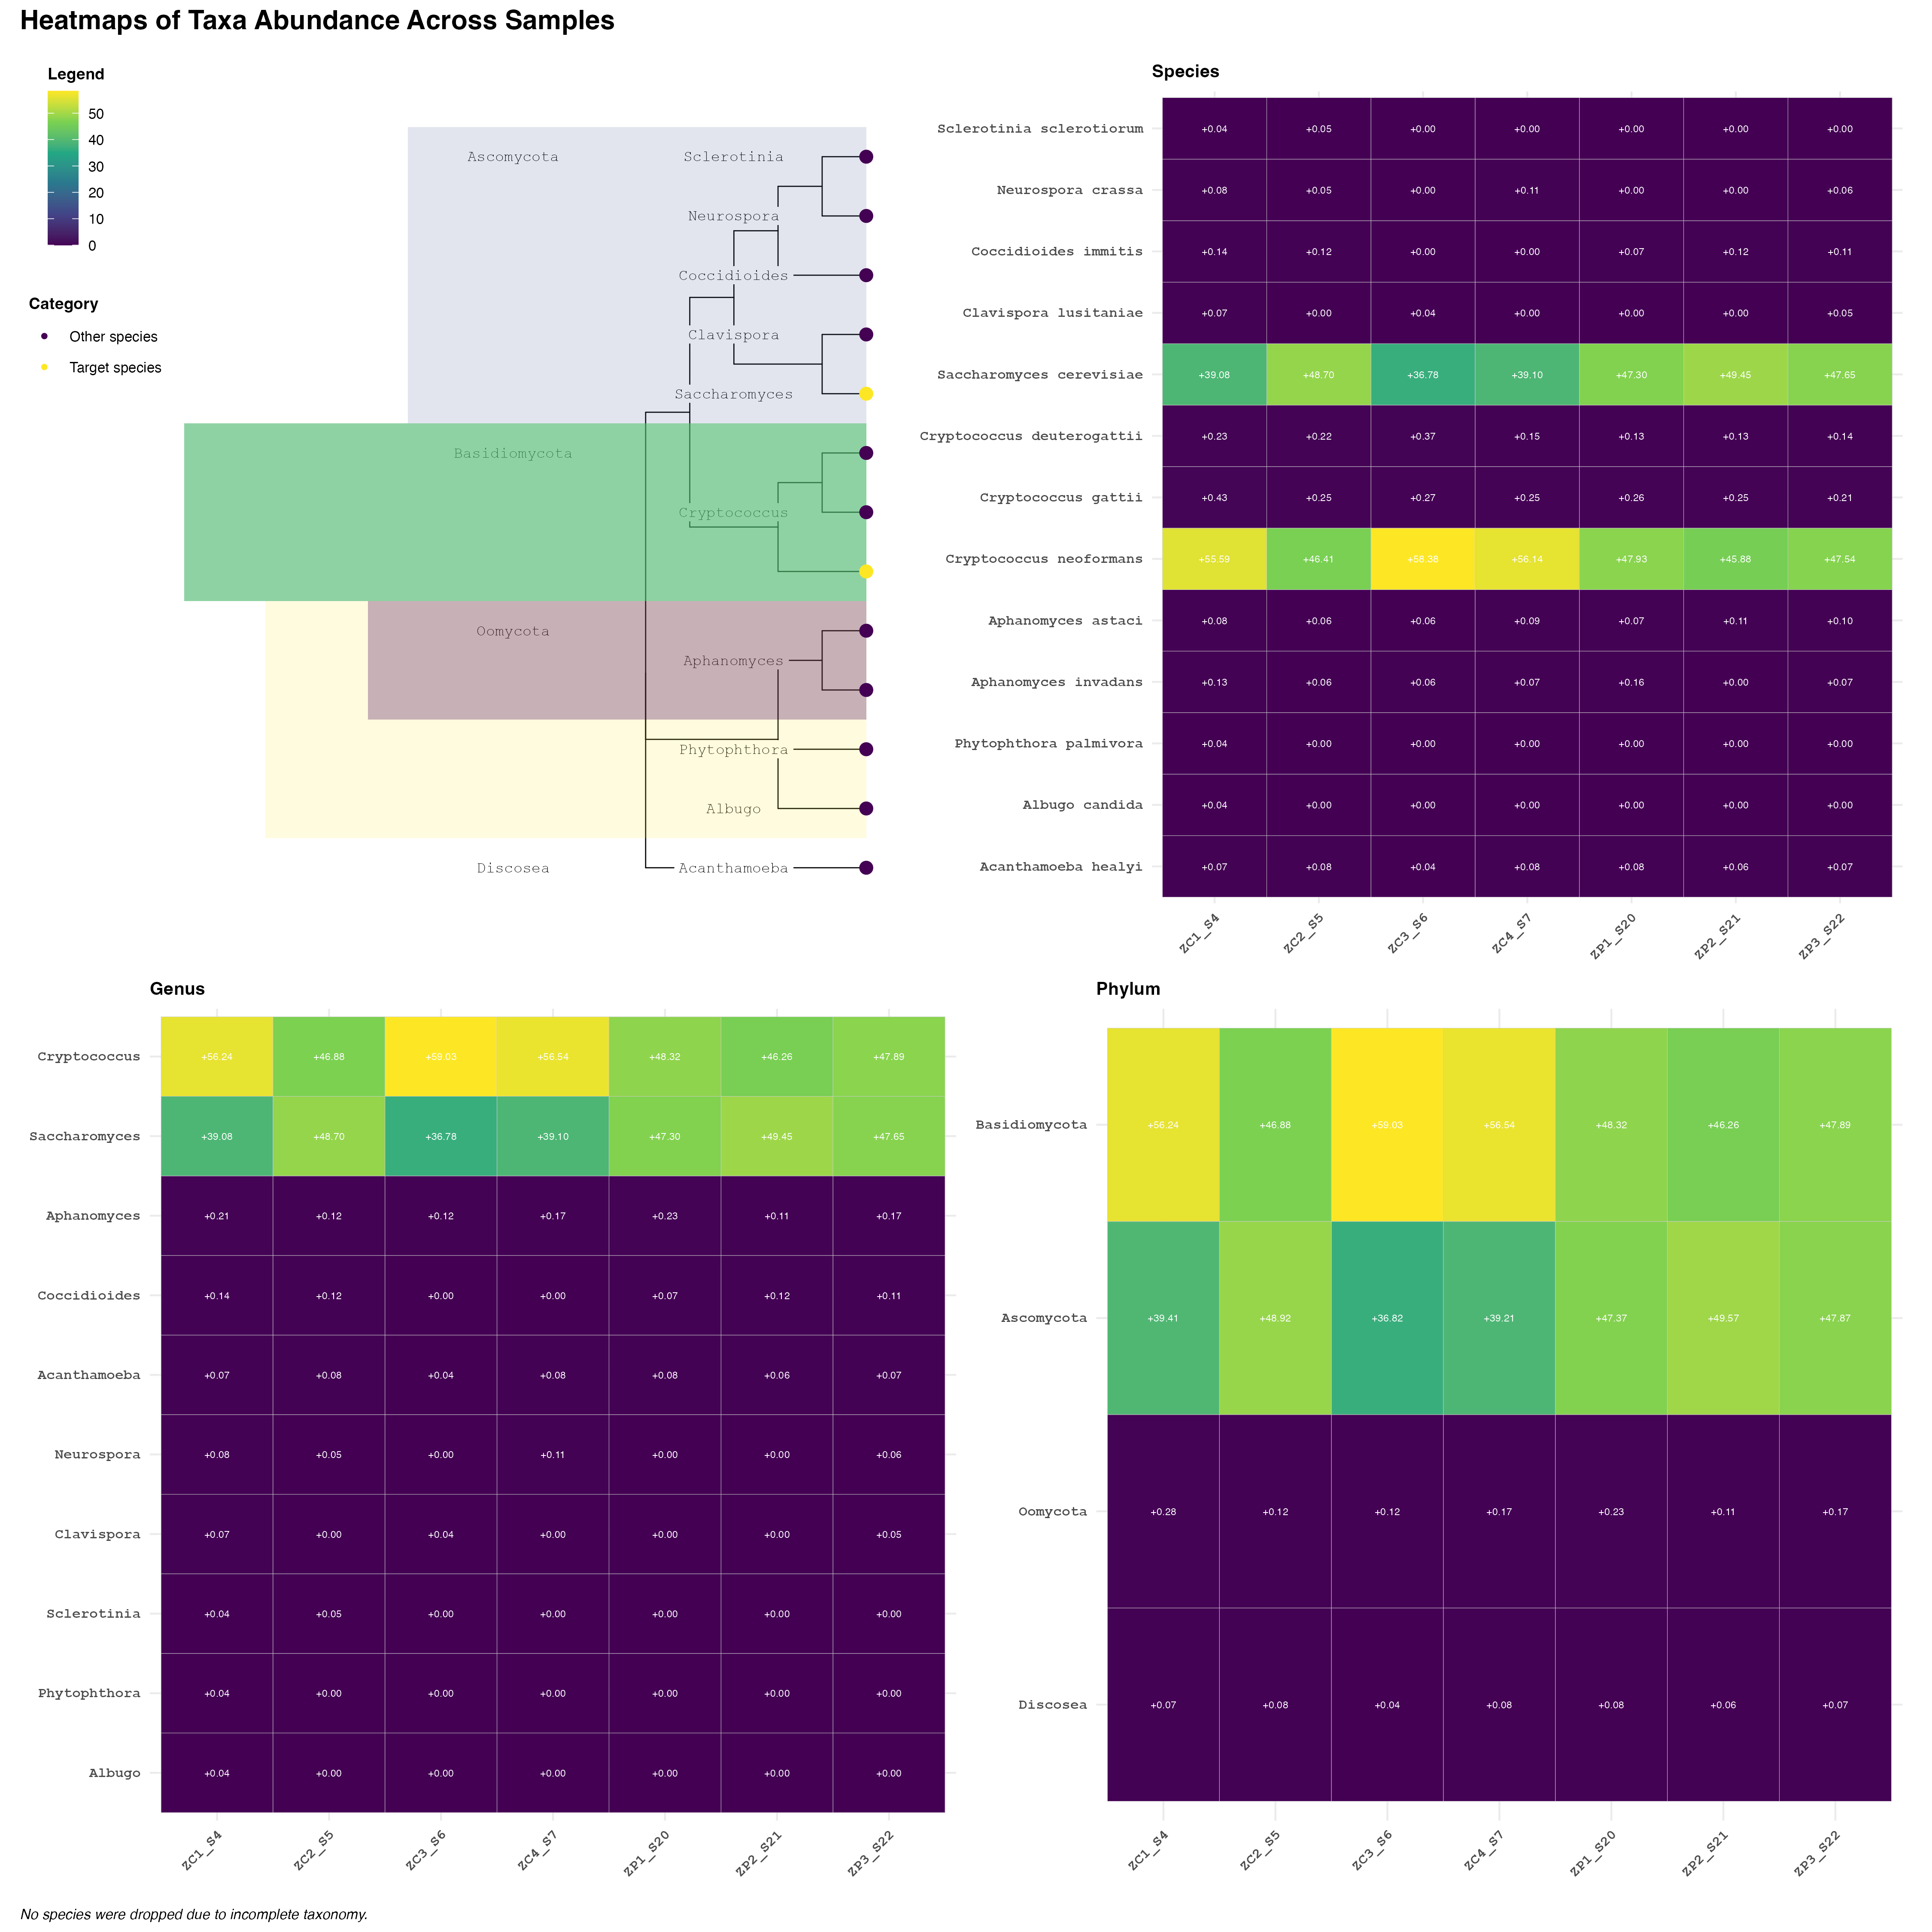 Heatmaps of Taxa Abundance Across Samples
Legend
50
40
30
20
10
0
Category
Other species
Target species
Ascomycota
Sclerotinia
Neurospora
Coccidioides
Clavispora
Saccharomyces
Basidiomycota
Cryptococcus
Oomycota
Aphanomyces
Phytophthora
Albugo
Discosea
Acanthamoeba
Species
Sclerotinia sclerotiorum +0.04 +0.05 +0.00 +0.00 +0.00 +0.00 +0.00
Neurospora crassa +0.08 +0.05 +0.00 +0.11 +0.00 +0.00 +0.06
Coccidioides immitis +0.14 +0.12 +0.00 +0.00 +0.07 +0.12 +0.11
Clavispora lusitaniae +0.07 +0.00 +0.04 +0.00 +0.00 +0.00 +0.05
Saccharomyces cerevisiae +39.08 +48.70 +36.78 +39.10 +47.30 +49.45 +47.65
Cryptococcus deuterogattii +0.23 +0.22 +0.37 +0.15 +0.13 +0.13 +0.14
Cryptococcus gattii +0.43 +0.25 +0.27 +0.25 +0.26 +0.25 +0.21
Cryptococcus neoformans +55.59 +46.41 +58.38 +56.14 +47.93 +45.88 +47.54
Aphanomyces astaci +0.08 +0.06 +0.06 +0.09 +0.07 +0.11 +0.10
Aphanomyces invadans +0.13 +0.06 +0.06 +0.07 +0.16 +0.00 +0.07
Phytophthora palmivora +0.04 +0.00 +0.00 +0.00 +0.00 +0.00 +0.00
Albugo candida +0.04 +0.00 +0.00 +0.00 +0.00 +0.00 +0.00
Acanthamoeba healyi +0.07 +0.08 +0.04 +0.08 +0.08 +0.06 +0.07
ZC1_S4 ZC2_S5 ZC3_S6 ZC4_S7 ZP1_S20 ZP2_S21 ZP3_S22
Genus
Cryptococcus +56.24 +46.88 +59.03 +56.54 +48.32 +46.26 +47.89
Saccharomyces +39.08 +48.70 +36.78 +39.10 +47.30 +49.45 +47.65
Aphanomyces +0.21 +0.12 +0.12 +0.17 +0.23 +0.11 +0.17
Coccidioides +0.14 +0.12 +0.00 +0.00 +0.07 +0.12 +0.11
Acanthamoeba +0.07 +0.08 +0.04 +0.08 +0.08 +0.06 +0.07
Neurospora +0.08 +0.05 +0.00 +0.11 +0.00 +0.00 +0.06
Clavispora +0.07 +0.00 +0.04 +0.00 +0.00 +0.00 +0.05
Sclerotinia +0.04 +0.05 +0.00 +0.00 +0.00 +0.00 +0.00
Phytophthora +0.04 +0.00 +0.00 +0.00 +0.00 +0.00 +0.00
Albugo +0.04 +0.00 +0.00 +0.00 +0.00 +0.00 +0.00
ZC1_S4 ZC2_S5 ZC3_S6 ZC4_S7 ZP1_S20 ZP2_S21 ZP3_S22
Phylum
Basidiomycota +56.24 +46.88 +59.03 +56.54 +48.32 +46.26 +47.89
Ascomycota +39.41 +48.92 +36.82 +39.21 +47.37 +49.57 +47.87
Oomycota +0.28 +0.12 +0.12 +0.17 +0.23 +0.11 +0.17
Discosea +0.07 +0.08 +0.04 +0.08 +0.08 +0.06 +0.07
ZC1_S4 ZC2_S5 ZC3_S6 ZC4_S7 ZP1_S20 ZP2_S21 ZP3_S22
No species were dropped due to incomplete taxonomy.